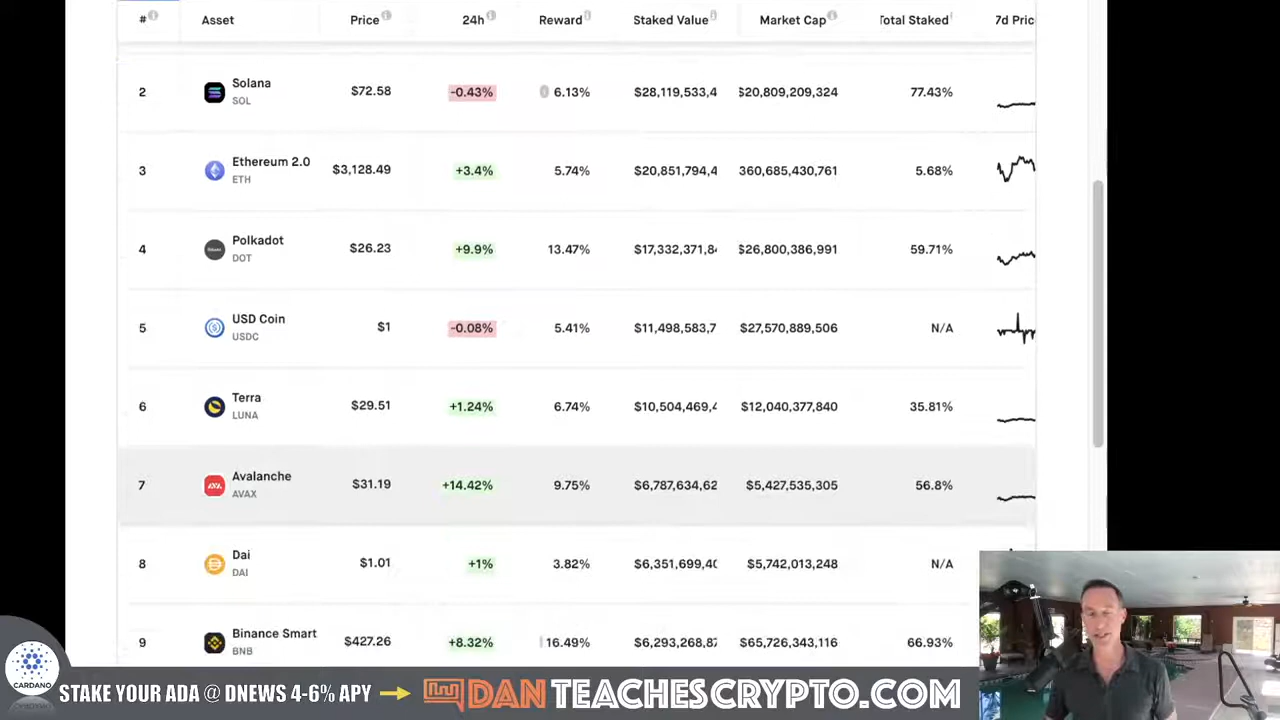 # Asset Price 24h Reward Staked Value Market Cap Total Staked 7d Pric
2 Solana SOL $72.58 -0.43% 6.13% $28,119,533,4 $20,809,209,324 77.43%
3 Ethereum 2.0 ETH $3,128.49 +3.4% 5.74% $20,851,794,4 360,685,430,761 5.68%
4 Polkadot DOT $26.23 +9.9% 13.47% $17,332,371,84 $26,800,386,991 59.71%
5 USD Coin USDC $1 -0.08% 5.41% $11,498,583,7 $27,570,889,506 N/A
6 Terra LUNA $29.51 +1.24% 6.74% $10,504,469,4 $12,040,377,840 35.81%
7 Avalanche AVAX $31.19 +14.42% 9.75% $6,787,634,62 $5,427,535,305 56.8%
8 Dai DAI $1.01 +1% 3.82% $6,351,699,40 $5,742,013,248 N/A
9 Binance Smart BNB $427.26 +8.32% 16.49% $6,293,268,87 $65,726,343,116 66.93%
CARDANO
STAKE YOUR ADA @ DNEWS 4-6% APY DANTEACHESCRYPTO.COM